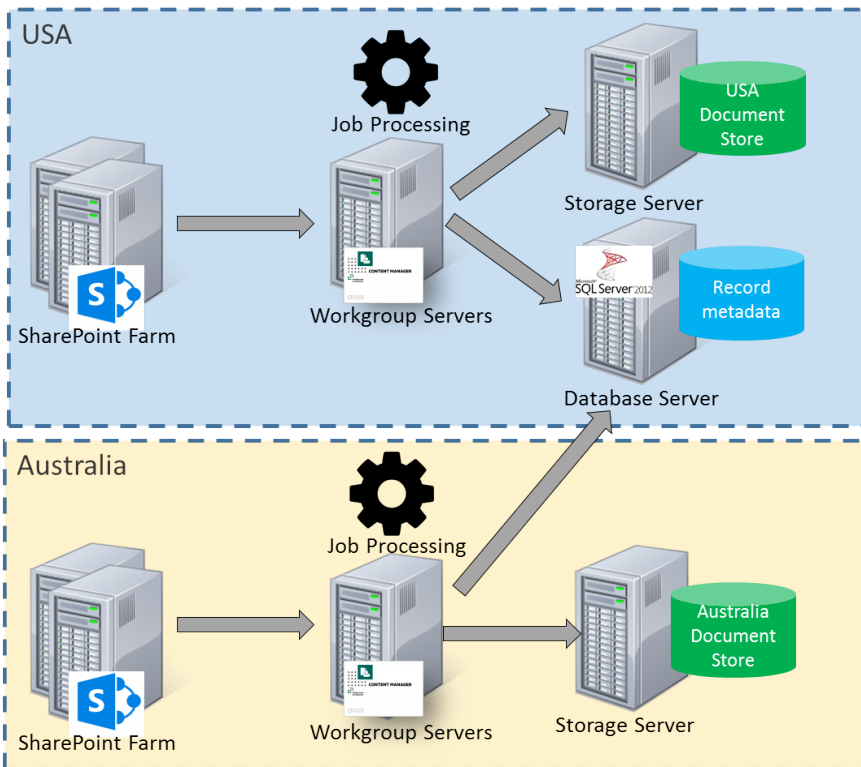 USA
Job Processing
USA
Document
Store
Storage Server
S
CONTENT MANAGER
SharePoint Farm
Workgroup Servers
Microsoft
SQL Server 2012
Record
metadata
Database Server
Australia
Job Processing
S
CONTENT MANAGER
SharePoint Farm
Workgroup Servers
Australia
Document
Store
Storage Server